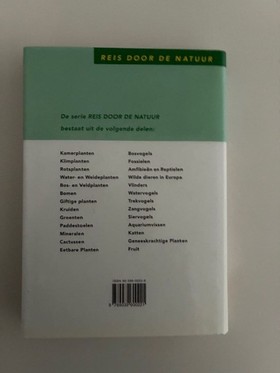 REIS DOOR DE NATUUR
De serie REIS DOOR DE NATUUR
bestaat uit de volgende delen:
Kamerplanten
Klimplanten
Rotsplanten
Water- en Weideplanten
Bos- en Veldplanten
Bomen
Giftige planten
Kruiden
Groenten
Paddestoelen
Mineralen
Cactussen
Eetbare Planten
Bosvogels
Fossielen
Amfibieën en Reptielen
Wilde dieren in Europa
Vlinders
Watervogels
Trekvogels
Zangvogels
Siervogels
Aquariumvissen
Katten
Geneeskrachtige Planten
Fruit